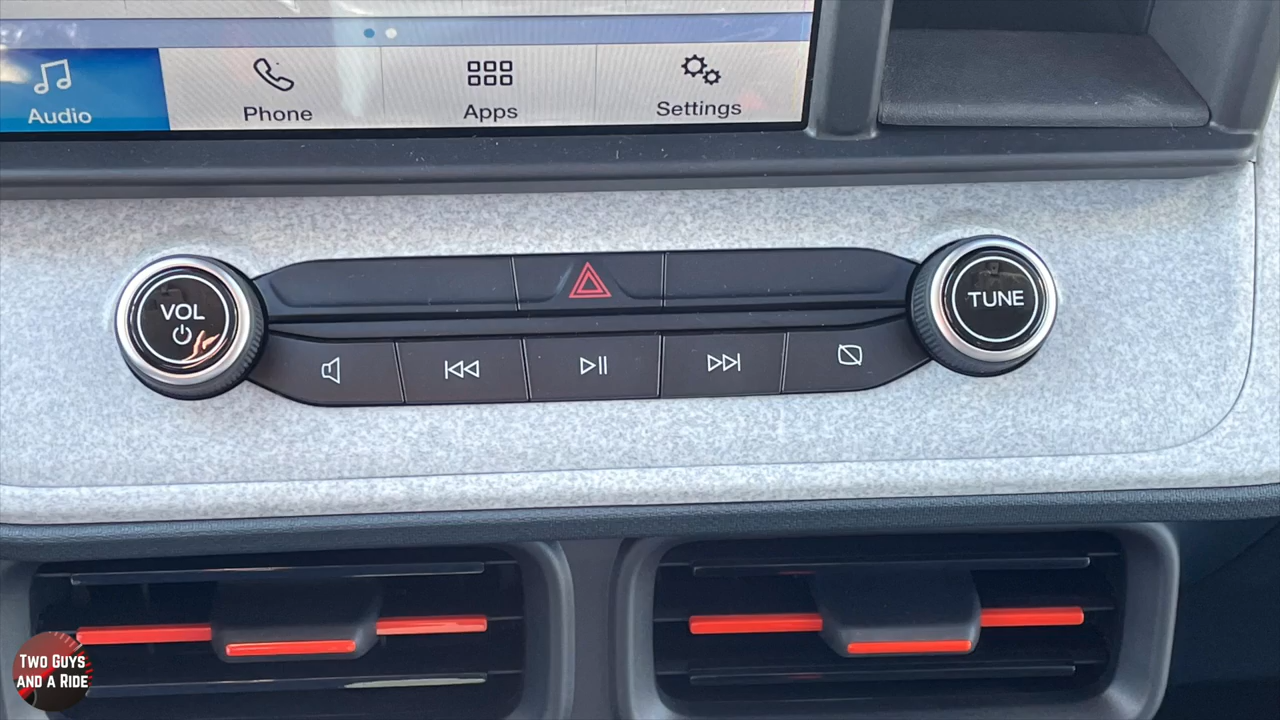 Audio
Phone
Apps
Settings
VOL
TUNE
TWO GUYS
AND A RIDE